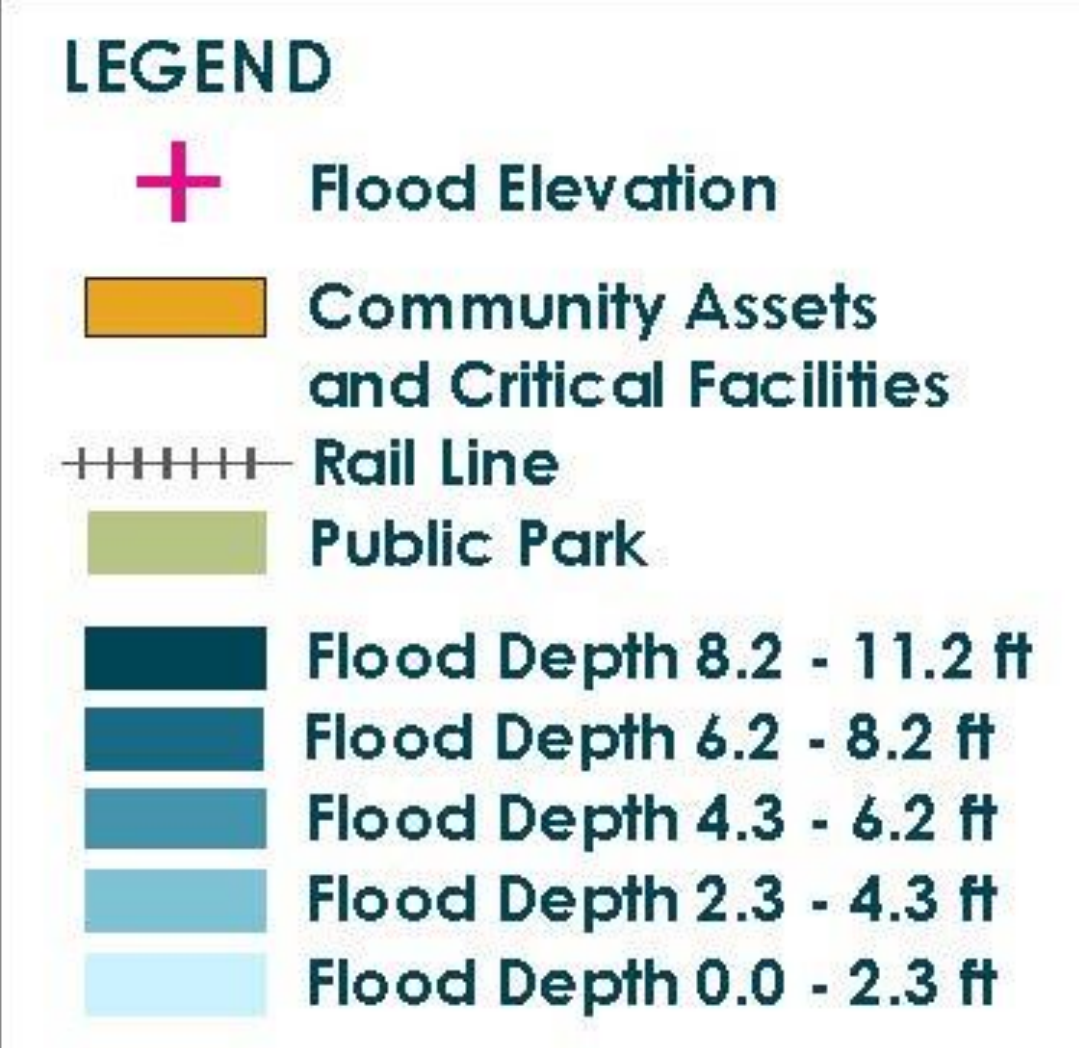 LEGEND
Flood Elevation
Community Assets
and Critical Facilities
Rail Line
Public Park
Flood Depth 8.2 - 11.2 ft
Flood Depth 6.2 - 8.2 ft
Flood Depth 4.3 - 6.2 ft
Flood Depth 2.3 - 4.3 ft
Flood Depth 0.0 - 2.3 ft